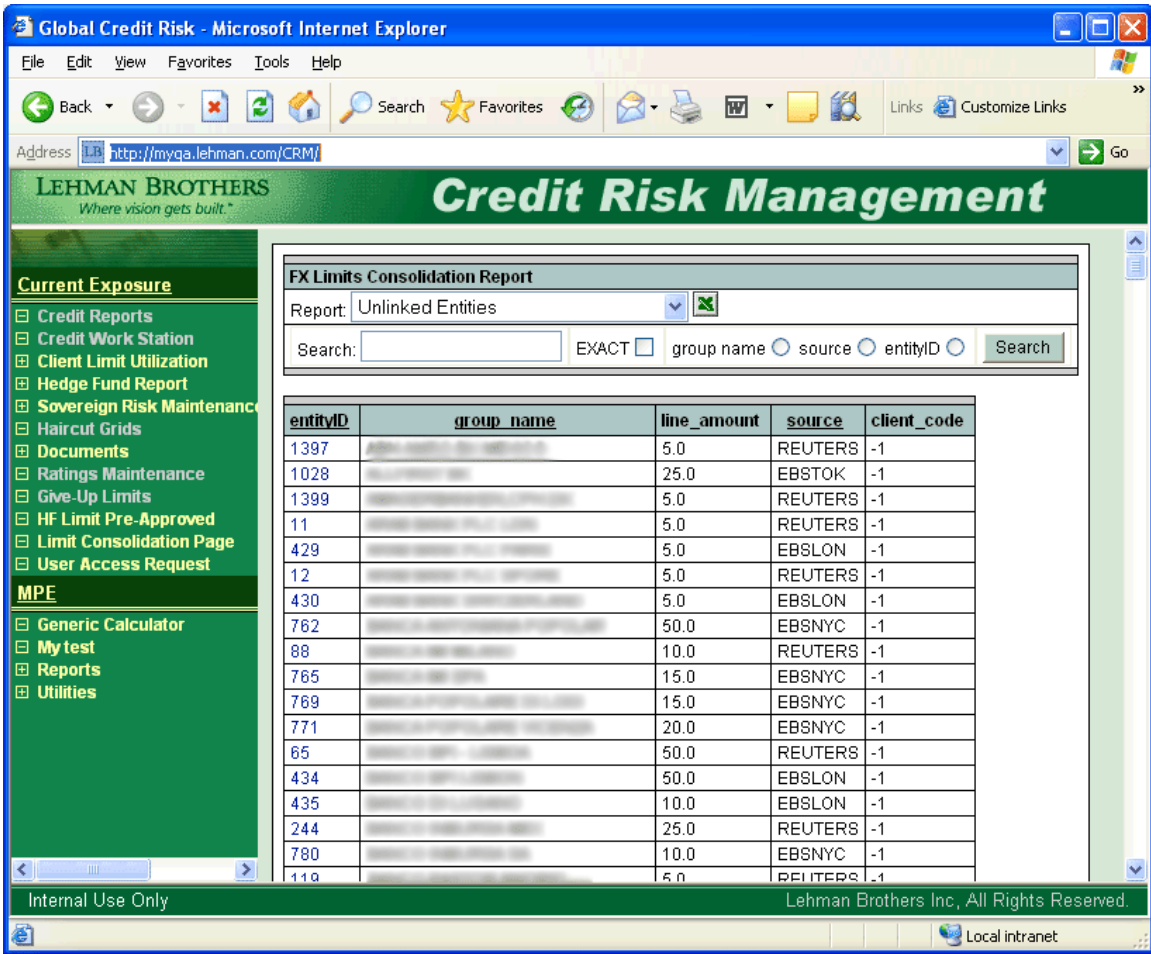 Global Credit Risk - Microsoft Internet Explorer
File Edit View Favorites Tools Help
Back Search Favorites Links Customize Links »
Address LB http://myqa.lehman.com/CRM/ Go
LEHMAN BROTHERS
Where vision gets built.
Credit Risk Management
Current Exposure
Credit Reports
Credit Work Station
Client Limit Utilization
Hedge Fund Report
Sovereign Risk Maintenance
Haircut Grids
Documents
Ratings Maintenance
Give-Up Limits
HF Limit Pre-Approved
Limit Consolidation Page
User Access Request
MPE
Generic Calculator
My test
Reports
Utilities
FX Limits Consolidation Report
Report: Unlinked Entities
Search: EXACT group name source entityID Search
entityID group_name line_amount source client_code
1397 5.0 REUTERS -1
1028 25.0 EBSTOK -1
1399 5.0 REUTERS -1
11 5.0 REUTERS -1
429 5.0 EBSLON -1
12 5.0 REUTERS -1
430 5.0 EBSLON -1
762 50.0 EBSNYC -1
88 10.0 REUTERS -1
765 15.0 EBSNYC -1
769 15.0 EBSNYC -1
771 20.0 EBSNYC -1
65 50.0 REUTERS -1
434 50.0 EBSLON -1
435 10.0 EBSLON -1
244 25.0 REUTERS -1
780 10.0 EBSNYC -1
119 5.0 REUTERS -1
Internal Use Only
Lehman Brothers Inc, All Rights Reserved.
Local intranet